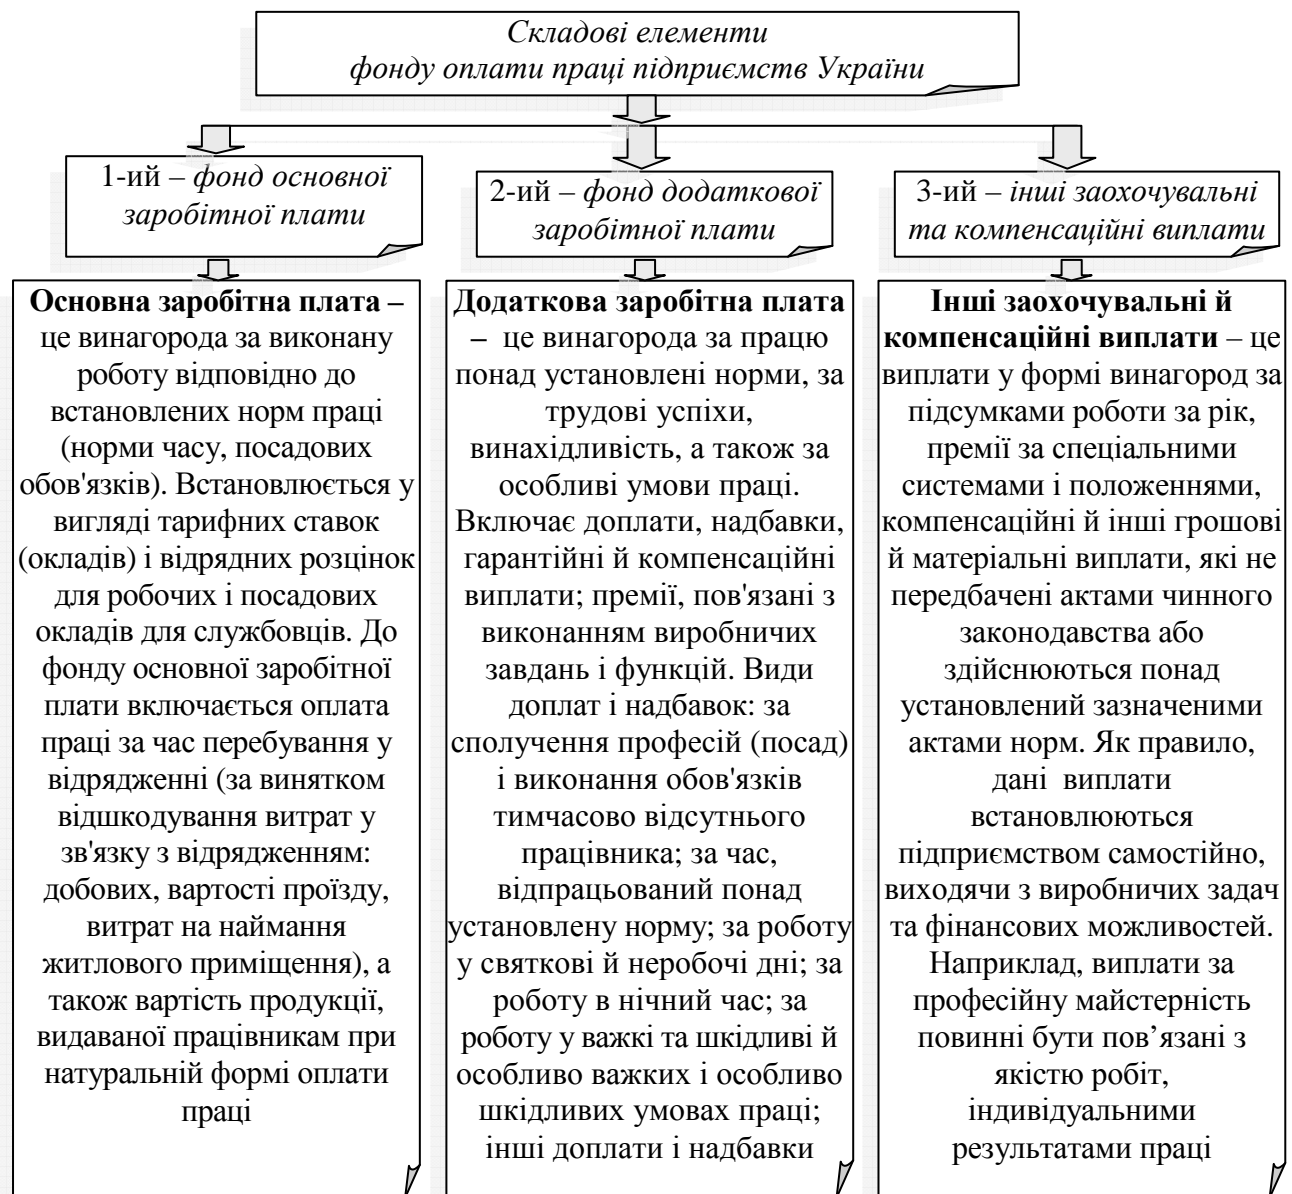 Складові елементи
фонду оплати праці підприємств України
1-ий – фонд основної
заробітної плати
2-ий – фонд додаткової
заробітної плати
3-ий – інші заохочувальні
та компенсаційні виплати
Основна заробітна плата –
це винагорода за виконану
роботу відповідно до
встановлених норм праці
(норми часу, посадових
обов'язків). Встановлюється у
вигляді тарифних ставок
(окладів) і відрядних розцінок
для робочих і посадових
окладів для службовців. До
фонду основної заробітної
плати включається оплата
праці за час перебування у
відрядженні (за винятком
відшкодування витрат у
зв'язку з відрядженням:
добових, вартості проїзду,
витрат на наймання
житлового приміщення), а
також вартість продукції,
видаваної працівникам при
натуральній формі оплати
праці
Додаткова заробітна плата
– це винагорода за працю
понад установлені норми, за
трудові успіхи,
винахідливість, а також за
особливі умови праці.
Включає доплати, надбавки,
гарантійні й компенсаційні
виплати; премії, пов'язані з
виконанням виробничих
завдань і функцій. Види
доплат і надбавок: за
сполучення професій (посад)
і виконання обов'язків
тимчасово відсутнього
працівника; за час,
відпрацьований понад
установлену норму; за роботу
у святкові й неробочі дні; за
роботу в нічний час; за
роботу у важкі та шкідливі й
особливо важких і особливо
шкідливих умовах праці;
інші доплати і надбавки
Інші заохочувальні й
компенсаційні виплати – це
виплати у формі винагород за
підсумками роботи за рік,
премії за спеціальними
системами і положеннями,
компенсаційні й інші грошові
й матеріальні виплати, які не
передбачені актами чинного
законодавства або
здійснюються понад
установлений зазначеними
актами норм. Як правило,
дані виплати
встановлюються
підприємством самостійно,
виходячи з виробничих задач
та фінансових можливостей.
Наприклад, виплати за
професійну майстерність
повинні бути пов’язані з
якістю робіт,
індивідуальними
результатами праці